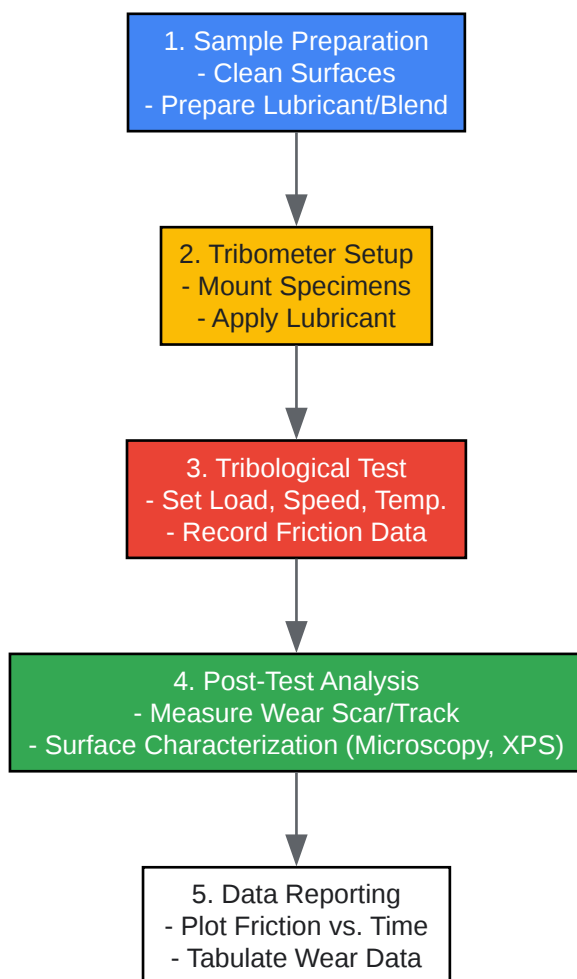 1. Sample Preparation
- Clean Surfaces
- Prepare Lubricant/Blend
2. Tribometer Setup
- Mount Specimens
- Apply Lubricant
3. Tribological Test
- Set Load, Speed, Temp.
- Record Friction Data
4. Post-Test Analysis
- Measure Wear Scar/Track
- Surface Characterization (Microscopy, XPS)
5. Data Reporting
- Plot Friction vs. Time
- Tabulate Wear Data